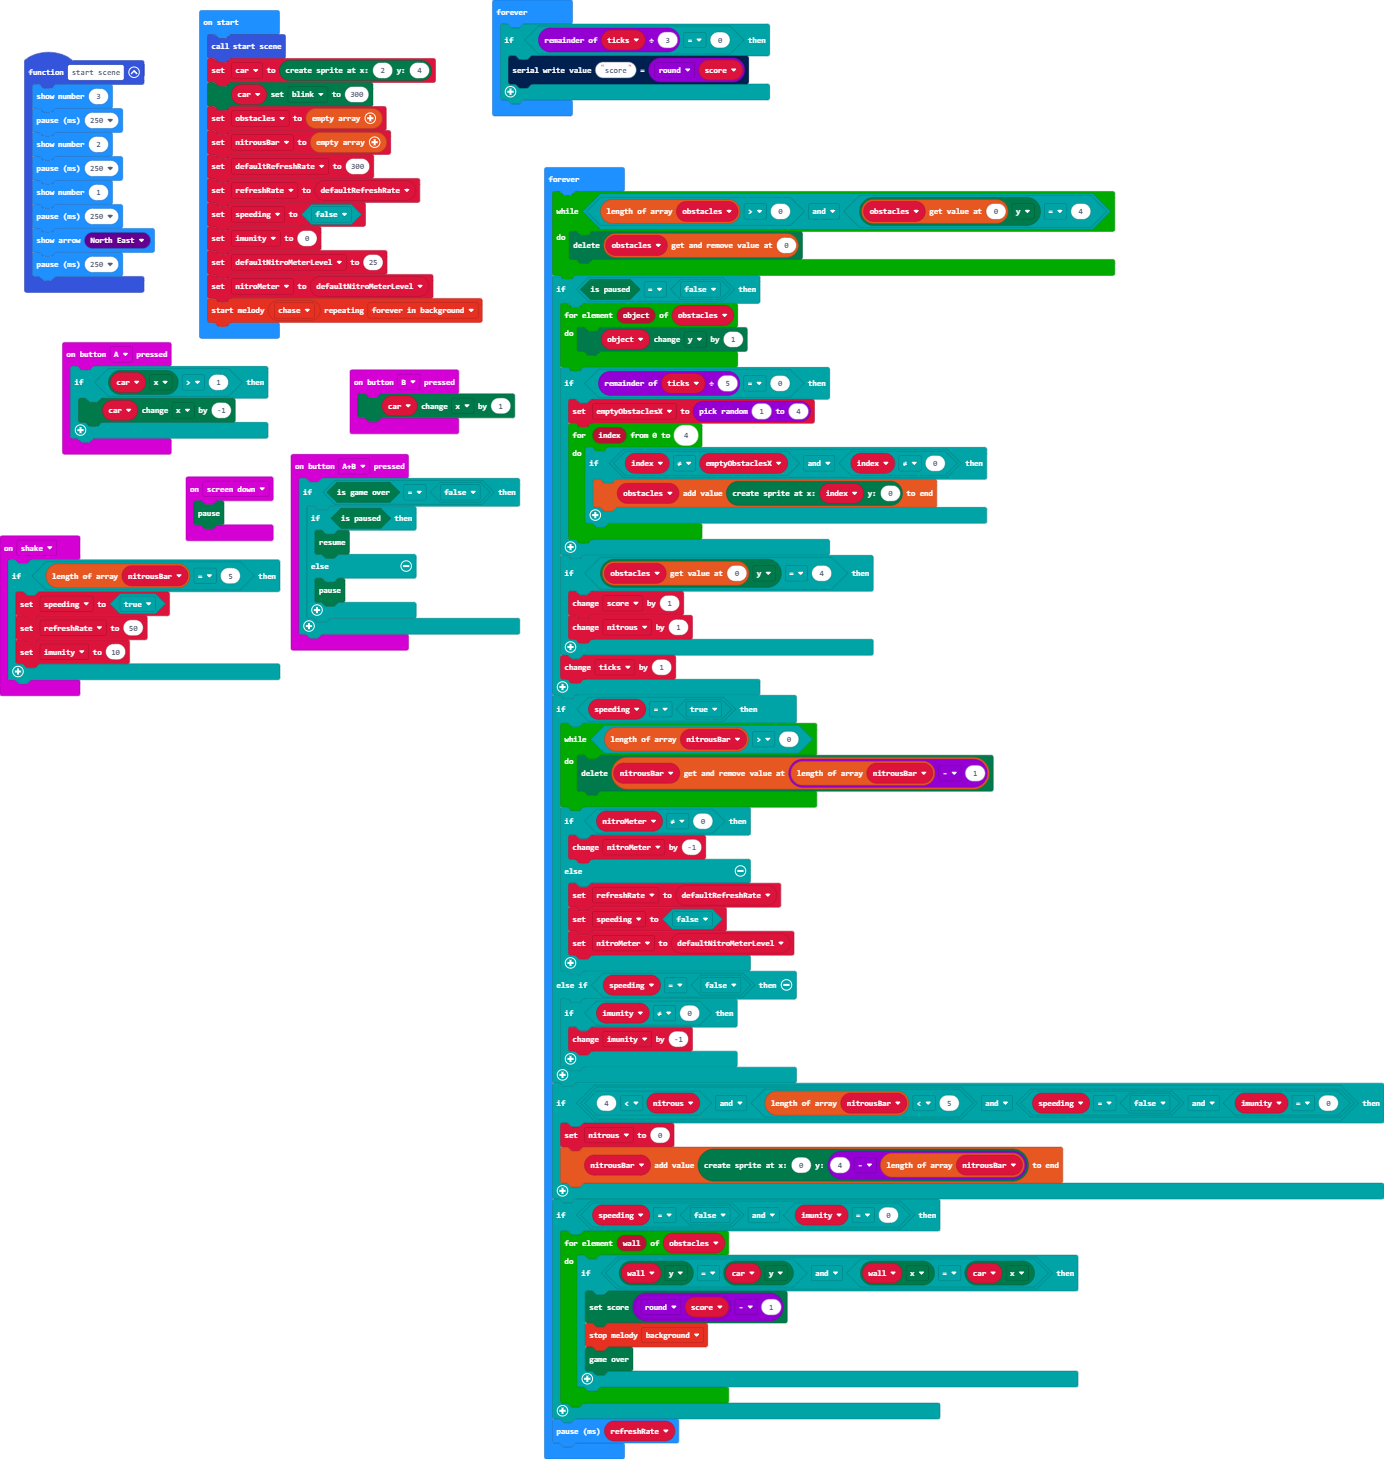 function start scene
show number 3
pause (ms) 250
show number 2
pause (ms) 250
show number 1
pause (ms) 250
show arrow North East
pause (ms) 250
on start
call start scene
set car to create sprite at x: 2 y: 4
car set blink to 300
set obstacles to empty array
set nitrousBar to empty array
set defaultRefreshRate to 300
set refreshRate to defaultRefreshRate
set speeding to false
set imunity to 0
set defaultNitroMeterLevel to 25
set nitroMeter to defaultNitroMeterLevel
start melody chase repeating forever in background
forever
if remainder of ticks ÷ 3 = 0 then
serial write value "score" = round score
on button A pressed
if car x > 1 then
car change x by -1
on button B pressed
car change x by 1
on screen down
pause
on button A+B pressed
if is game over = false then
if is paused then
resume
else
pause
on shake
if length of array nitrousBar = 5 then
set speeding to true
set refreshRate to 50
set imunity to 10
forever
while length of array obstacles > 0 and obstacles get value at 0 y = 4
do
delete obstacles get and remove value at 0
if is paused = false then
for element object of obstacles
do
object change y by 1
if remainder of ticks ÷ 5 = 0 then
set emptyObstaclesX to pick random 1 to 4
for index from 0 to 4
do
if index ≠ emptyObstaclesX and index ≠ 0 then
obstacles add value create sprite at x: index y: 0 to end
if obstacles get value at 0 y = 4 then
change score by 1
change nitrous by 1
change ticks by 1
if speeding = true then
while length of array nitrousBar > 0
do
delete nitrousBar get and remove value at length of array nitrousBar - 1
if nitroMeter ≠ 0 then
change nitroMeter by -1
else
set refreshRate to defaultRefreshRate
set speeding to false
set nitroMeter to defaultNitroMeterLevel
else if speeding = false then
if imunity ≠ 0 then
change imunity by -1
if 4 < nitrous and length of array nitrousBar < 5 and speeding = false and imunity = 0 then
set nitrous to 0
nitrousBar add value create sprite at x: 0 y: 4 - length of array nitrousBar to end
if speeding = false and imunity = 0 then
for element wall of obstacles
do
if wall y = car y and wall x = car x then
set score round score - 1
stop melody background
game over
pause (ms) refreshRate